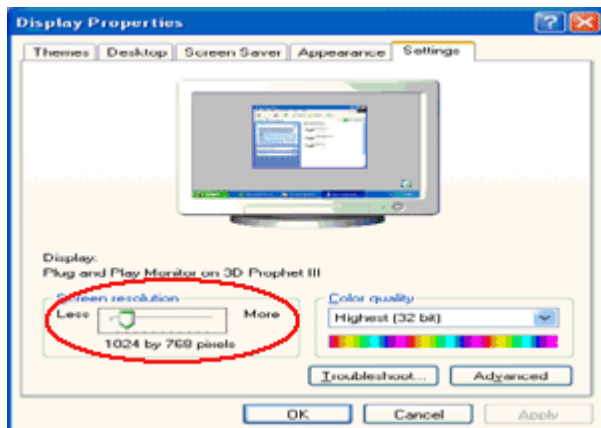 Display Properties
Themes Desktop Screen Saver Appearance Settings
Display:
Plug and Play Monitor on 3D Prophet III
Screen resolution
Less More
1024 by 768 pixels
Color quality
Highest (32 bit)
Troubleshoot... Advanced
OK Cancel Apply